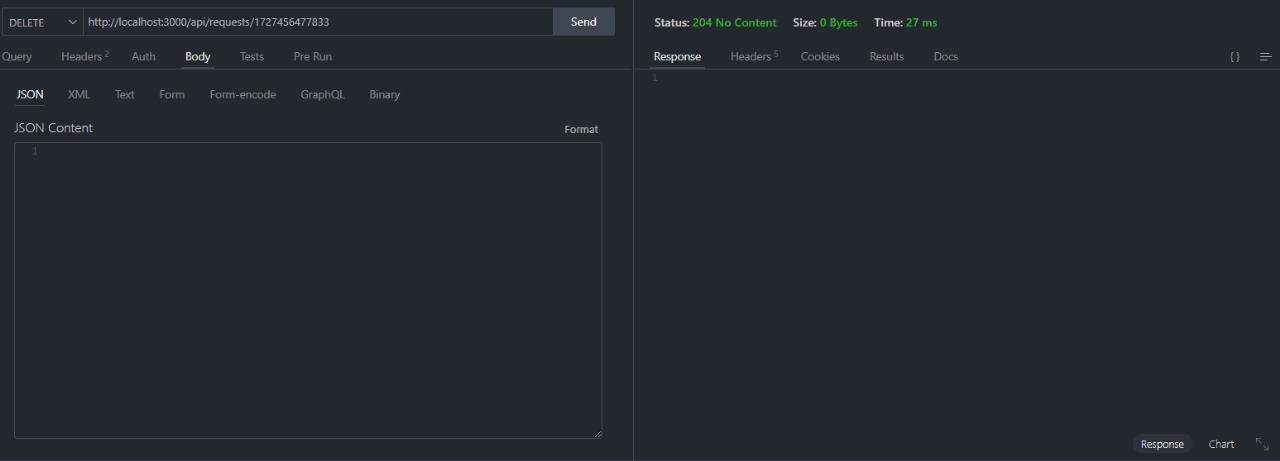 DELETE http://localhost:3000/api/requests/1727456477833 Send
Query Headers 2 Auth Body Tests Pre Run
JSON XML Text Form Form-encode GraphQL Binary
JSON Content Format
1
Status: 204 No Content Size: 0 Bytes Time: 27 ms
Response Headers 5 Cookies Results Docs { }
1
Response Chart